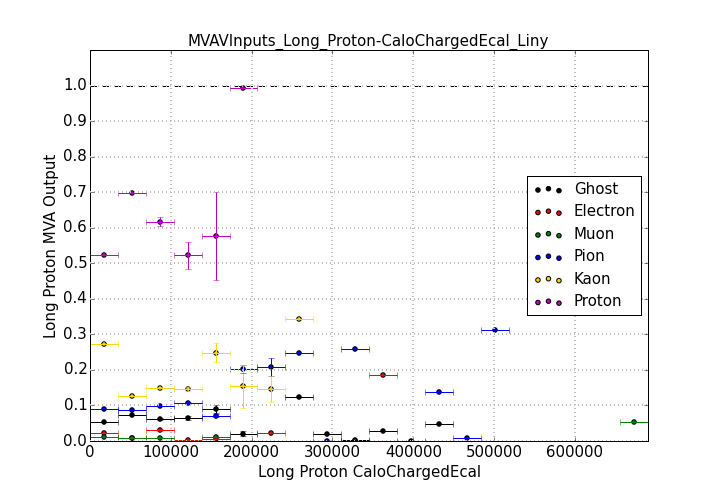 MVAVInputs_Long_Proton-CaloChargedEcal_Liny
1.0
0.9
0.8
0.7
0.6
0.5
0.4
0.3
0.2
0.1
0.0
Long Proton MVA Output
Ghost
Electron
Muon
Pion
Kaon
Proton
0 100000 200000 300000 400000 500000 600000
Long Proton CaloChargedEcal